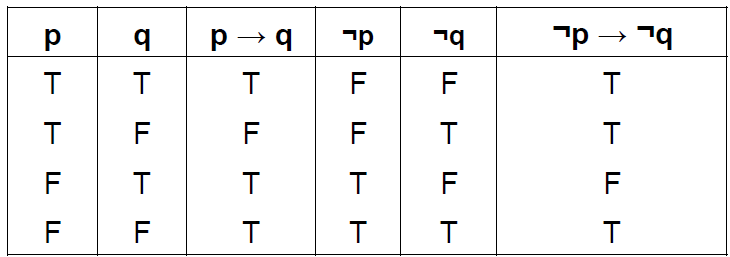 p q p → q ¬p ¬q ¬p → ¬q
T T T F F T
T F F F T T
F T T T F F
F F T T T T